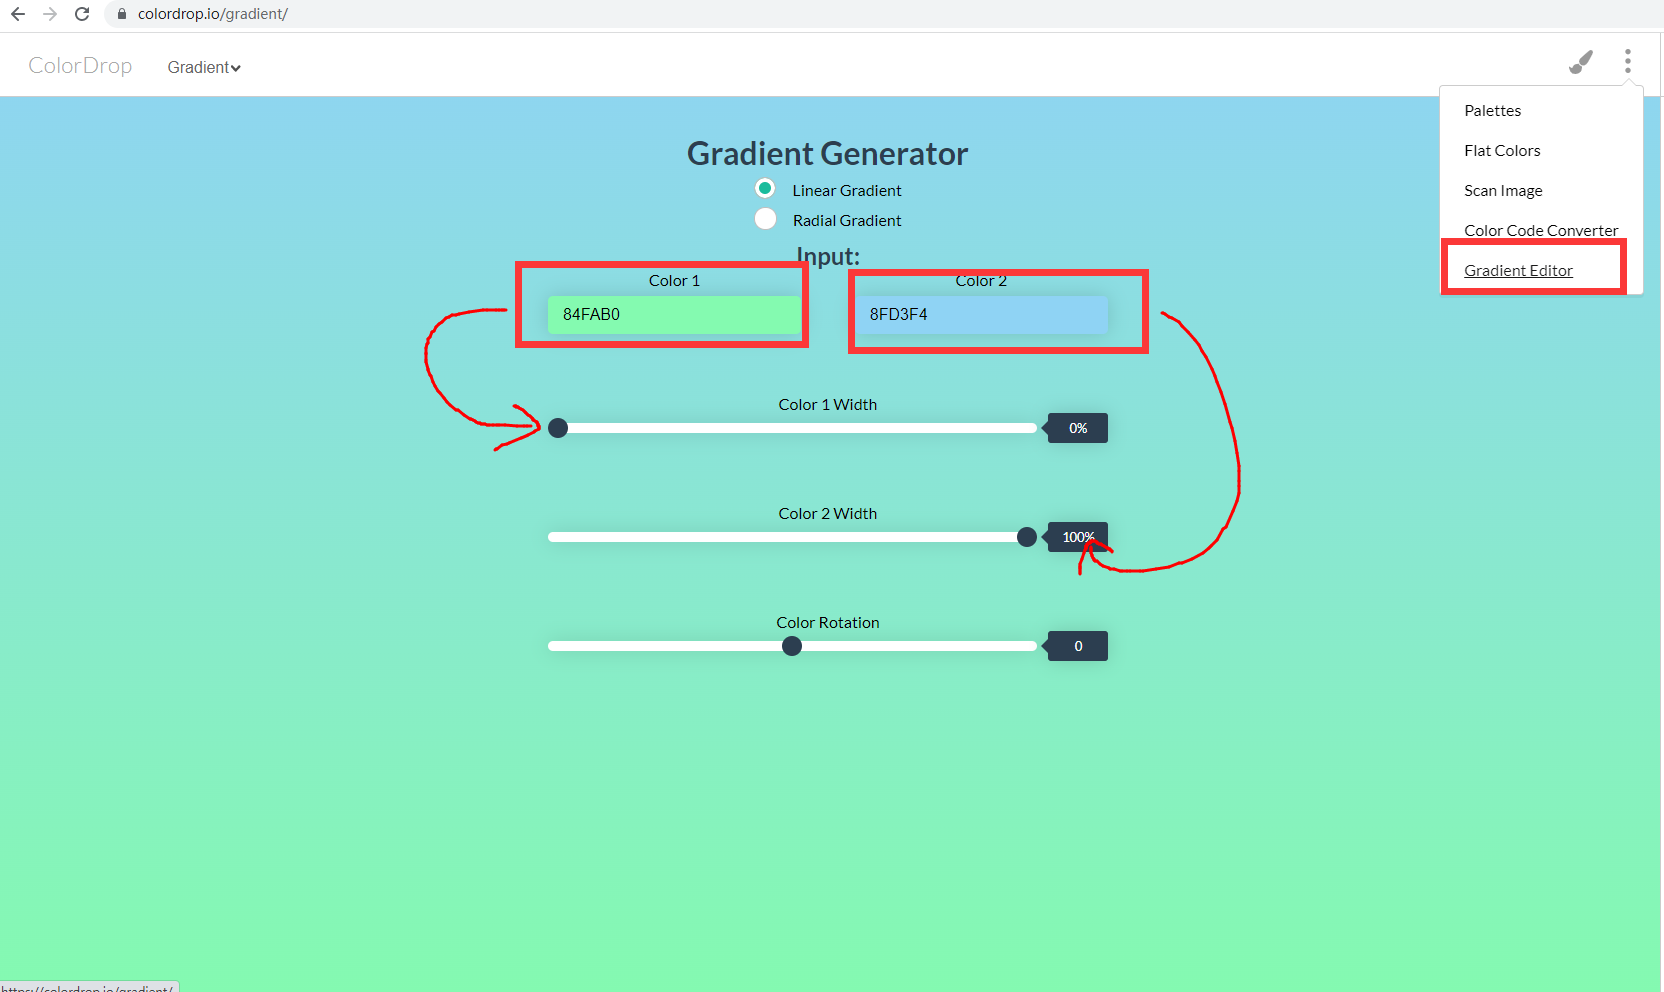 colordrop.io/gradient/
ColorDrop
Gradient
Palettes
Flat Colors
Scan Image
Color Code Converter
Gradient Editor
Gradient Generator
Linear Gradient
Radial Gradient
Input:
Color 1
Color 2
84FAB0
8FD3F4
Color 1 Width
0%
Color 2 Width
100%
Color Rotation
0
https://colordrop.io/gradient/